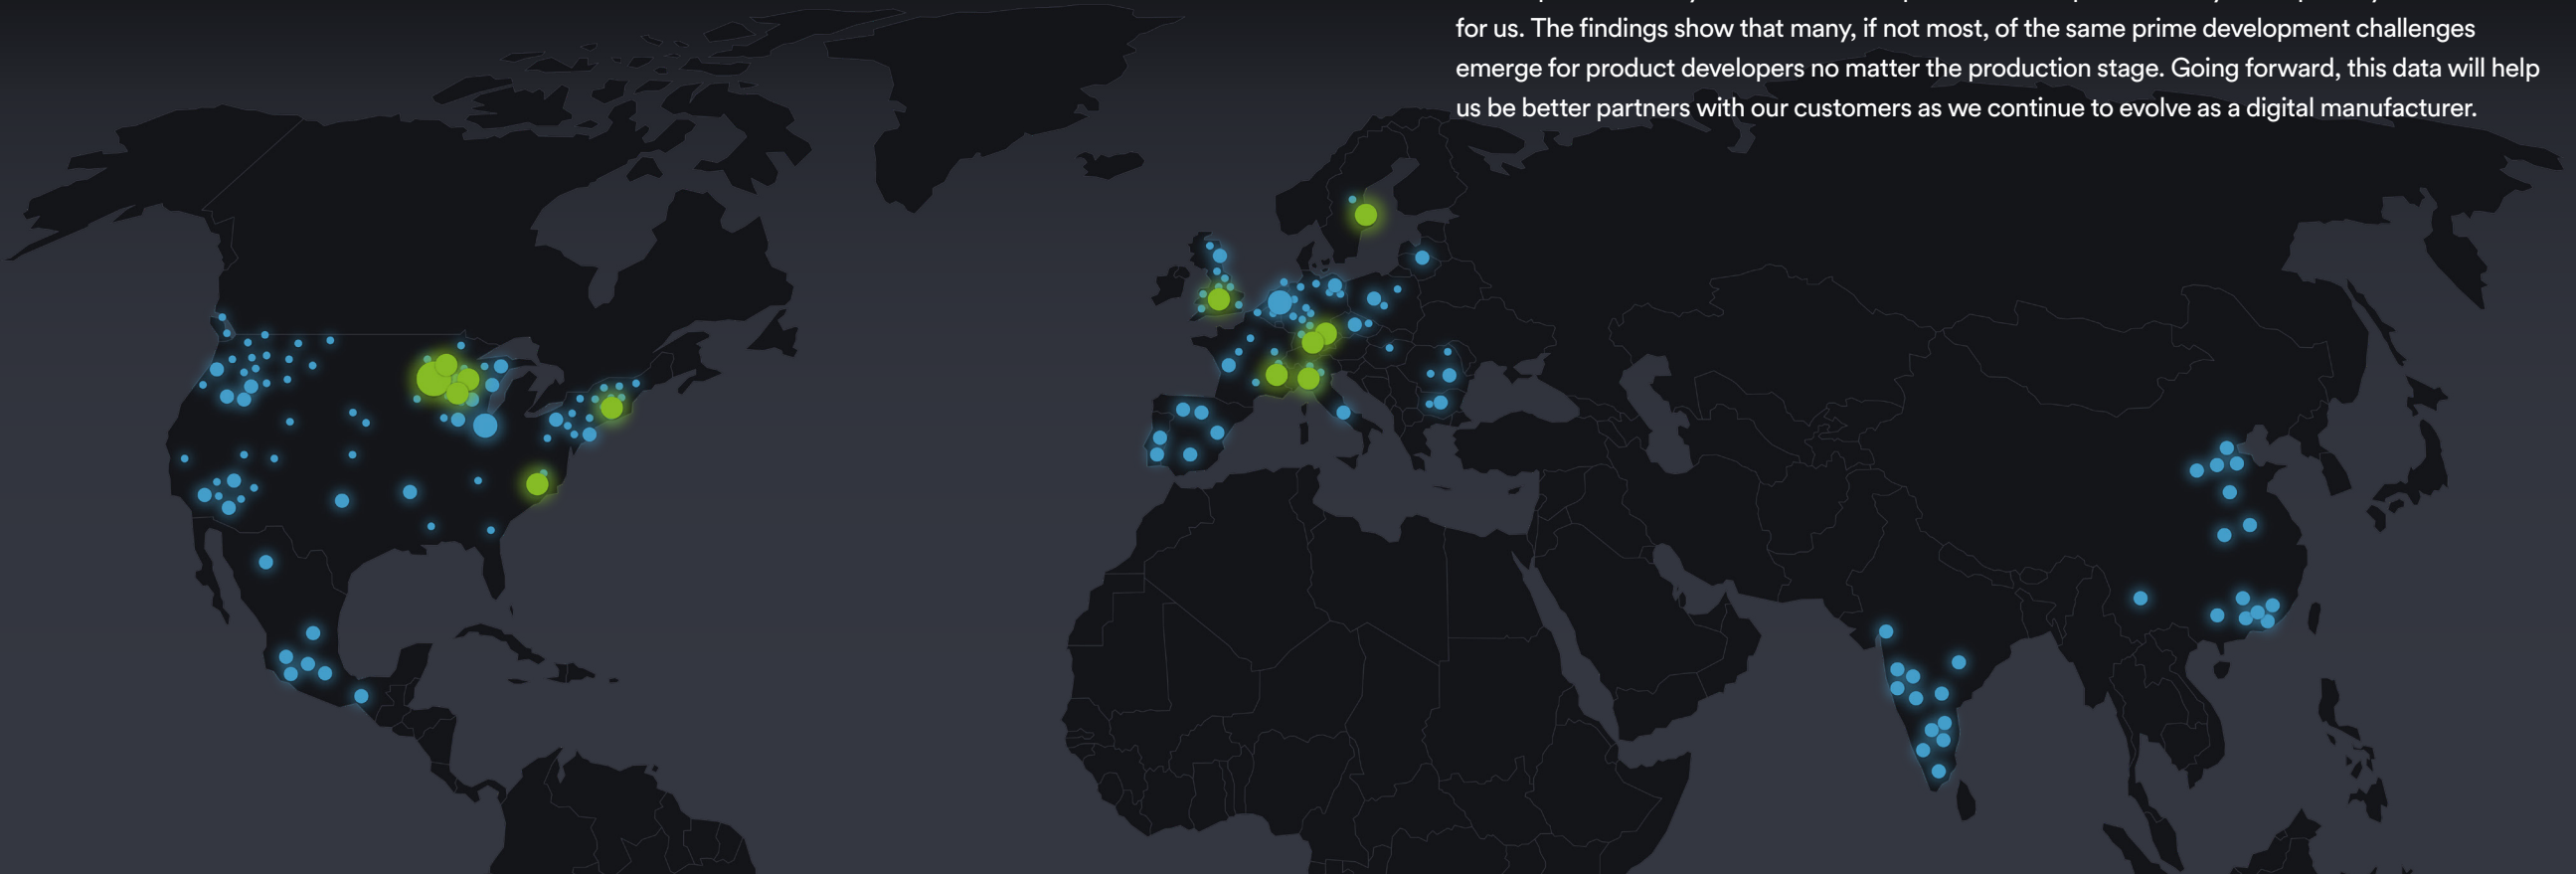 for us. The findings show that many, if not most, of the same prime development challenges
emerge for product developers no matter the production stage. Going forward, this data will help
us be better partners with our customers as we continue to evolve as a digital manufacturer.